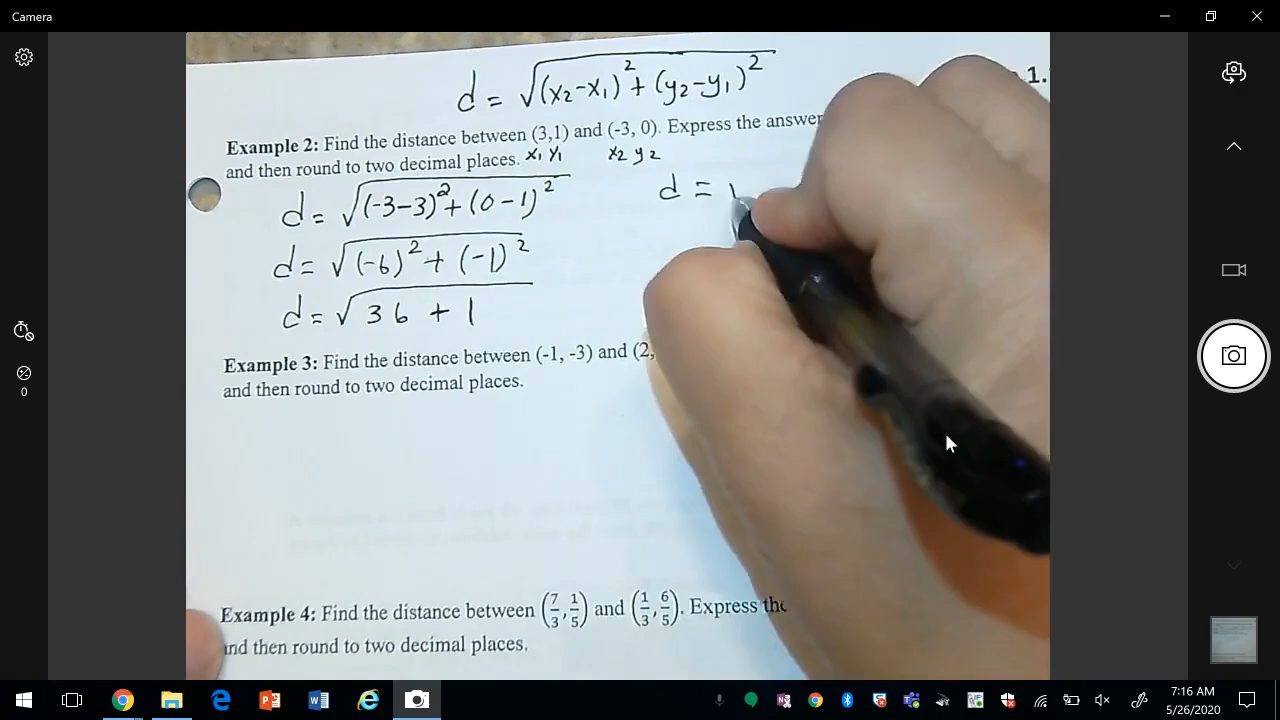 Camera
d = √(x₂-x₁)² + (y₂-y₁)²
1.
Example 2: Find the distance between (3,1) and (-3, 0). Express the answer
and then round to two decimal places. x₁ y₁ x₂ y₂
d = √(-3-3)² + (0-1)²
d =
d = √(-6)² + (-1)²
d = √36 + 1
Example 3: Find the distance between (-1, -3) and (2,
and then round to two decimal places.
0
Example 4: Find the distance between (7/3, 1/5) and (1/3, 6/5). Express the
and then round to two decimal places.
7:16 AM
5/26/2020